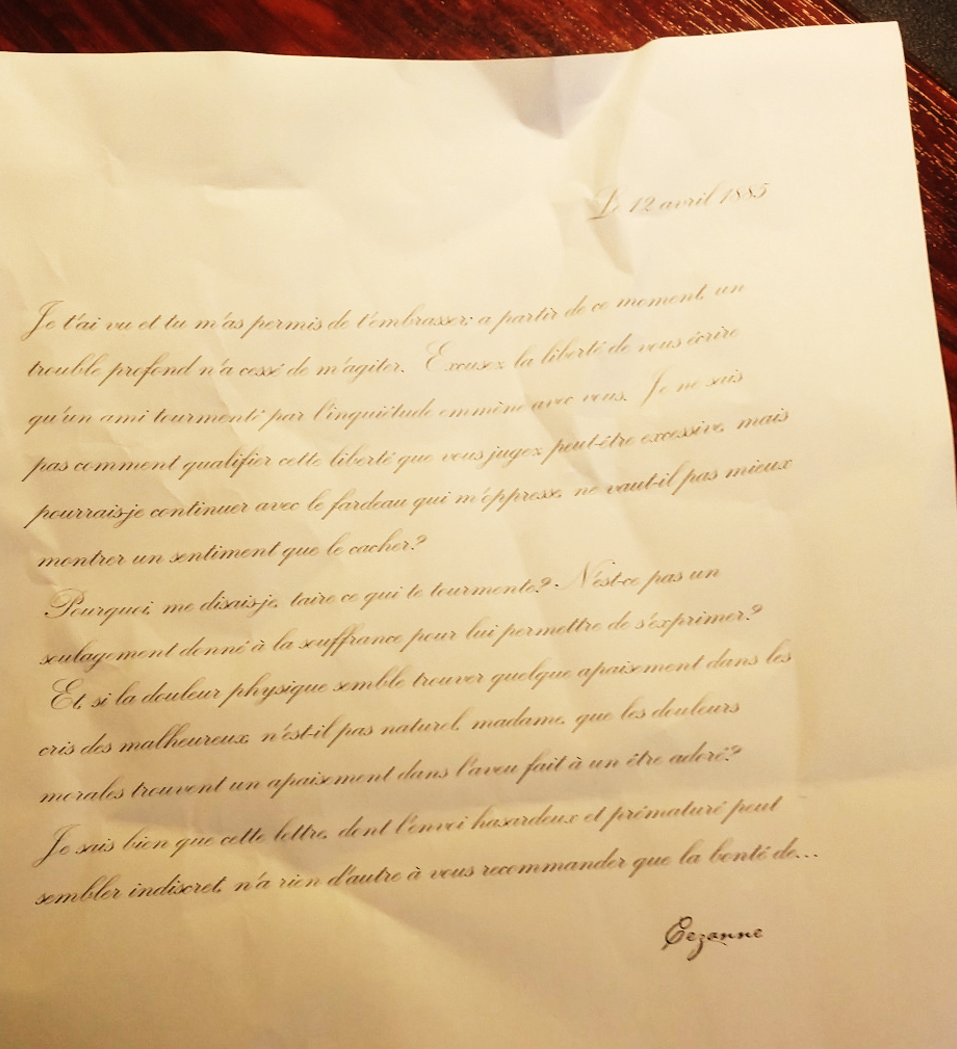 Le 12 avril 1885
Je t'ai vu et tu m'as permis de t'embrasser; a partir de ce moment, un
trouble profond n'a cessé de m'agiter. Excusez la liberté de vous écrire
qu'un ami tourmenté par l'inquiétude emmène avec vous. Je ne sais
pas comment qualifier cette liberté que vous jugez peut-être excessive, mais
pourrais-je continuer avec le fardeau qui m'oppresse, ne vaut-il pas mieux
montrer un sentiment que le cacher?
Pourquoi, me disais-je, taire ce qui te tourmente? N'est-ce pas un
soulagement donné à la souffrance pour lui permettre de s'exprimer?
Et, si la douleur physique semble trouver quelque apaisement dans les
cris des malheureux, n'est-il pas naturel, madame, que les douleurs
morales trouvent un apaisement dans l'aveu fait à un être adoré?
Je sais bien que cette lettre, dont l'envoi hasardeux et prématuré peut
sembler indiscret, n'a rien d'autre à vous recommander que la bonté de...
Cezanne